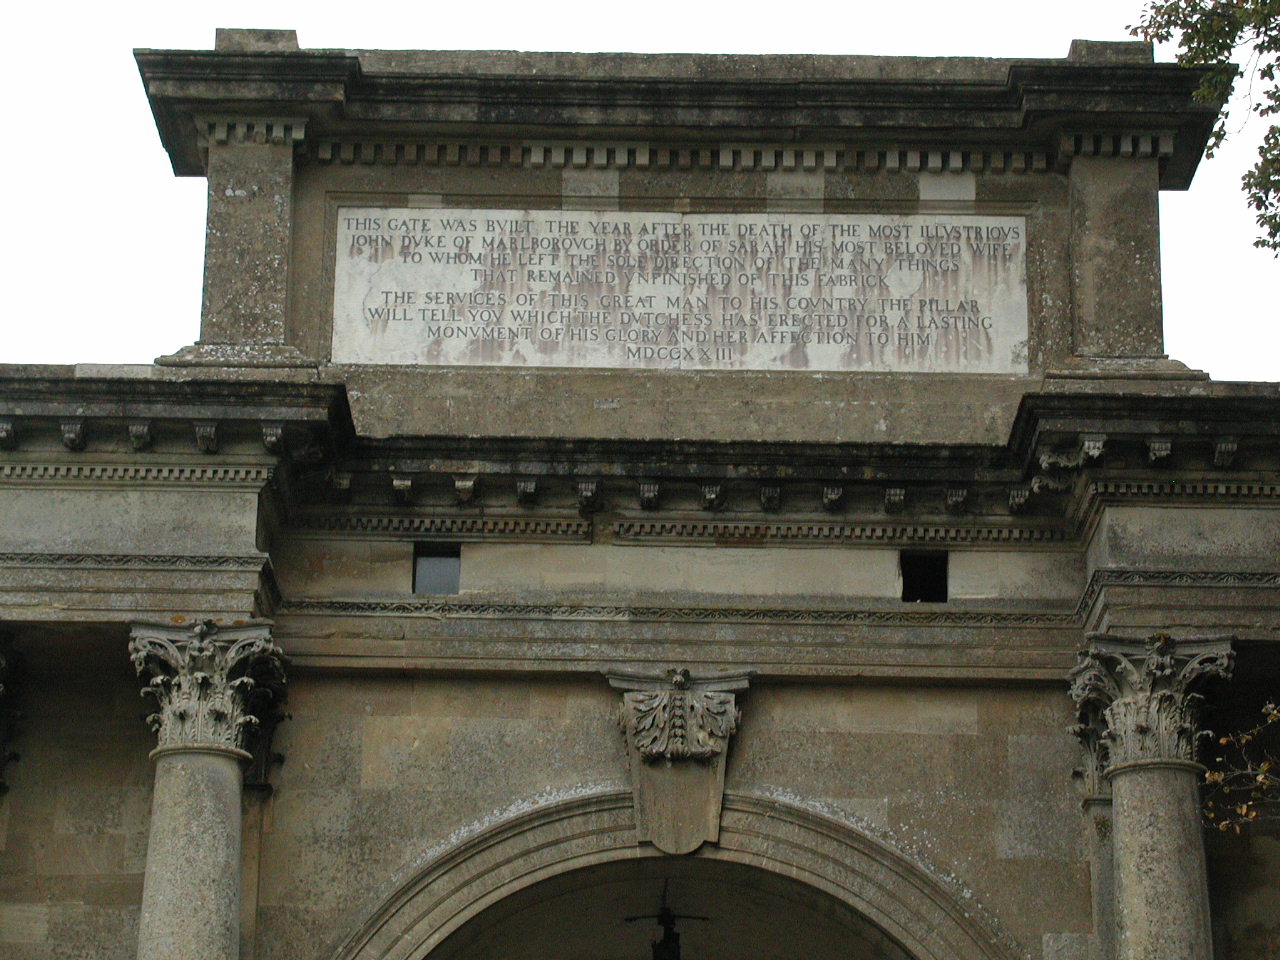 THIS GATE WAS BVILT THE YEAR AFTER THE DEATH OF THE MOST ILLVSTRIOVS
IOHN DVKE OF MARLBOROVGH BY ORDER OF SARAH HIS MOST BELOVED WIFE
TO WHOM HE LEFT THE SOLE DIRECTION OF THE MANY THINGS
THAT REMAINED VNFINISHED OF THIS FABRICK
THE SERVICES OF THIS GREAT MAN TO HIS COVNTRY THE PILLAR
WILL TELL YOV WHICH THE DVTCHESS HAS ERECTED FOR A LASTING
MONVMENT OF HIS GLORY AND HER AFFECTION TO HIM
MDCCXXIII